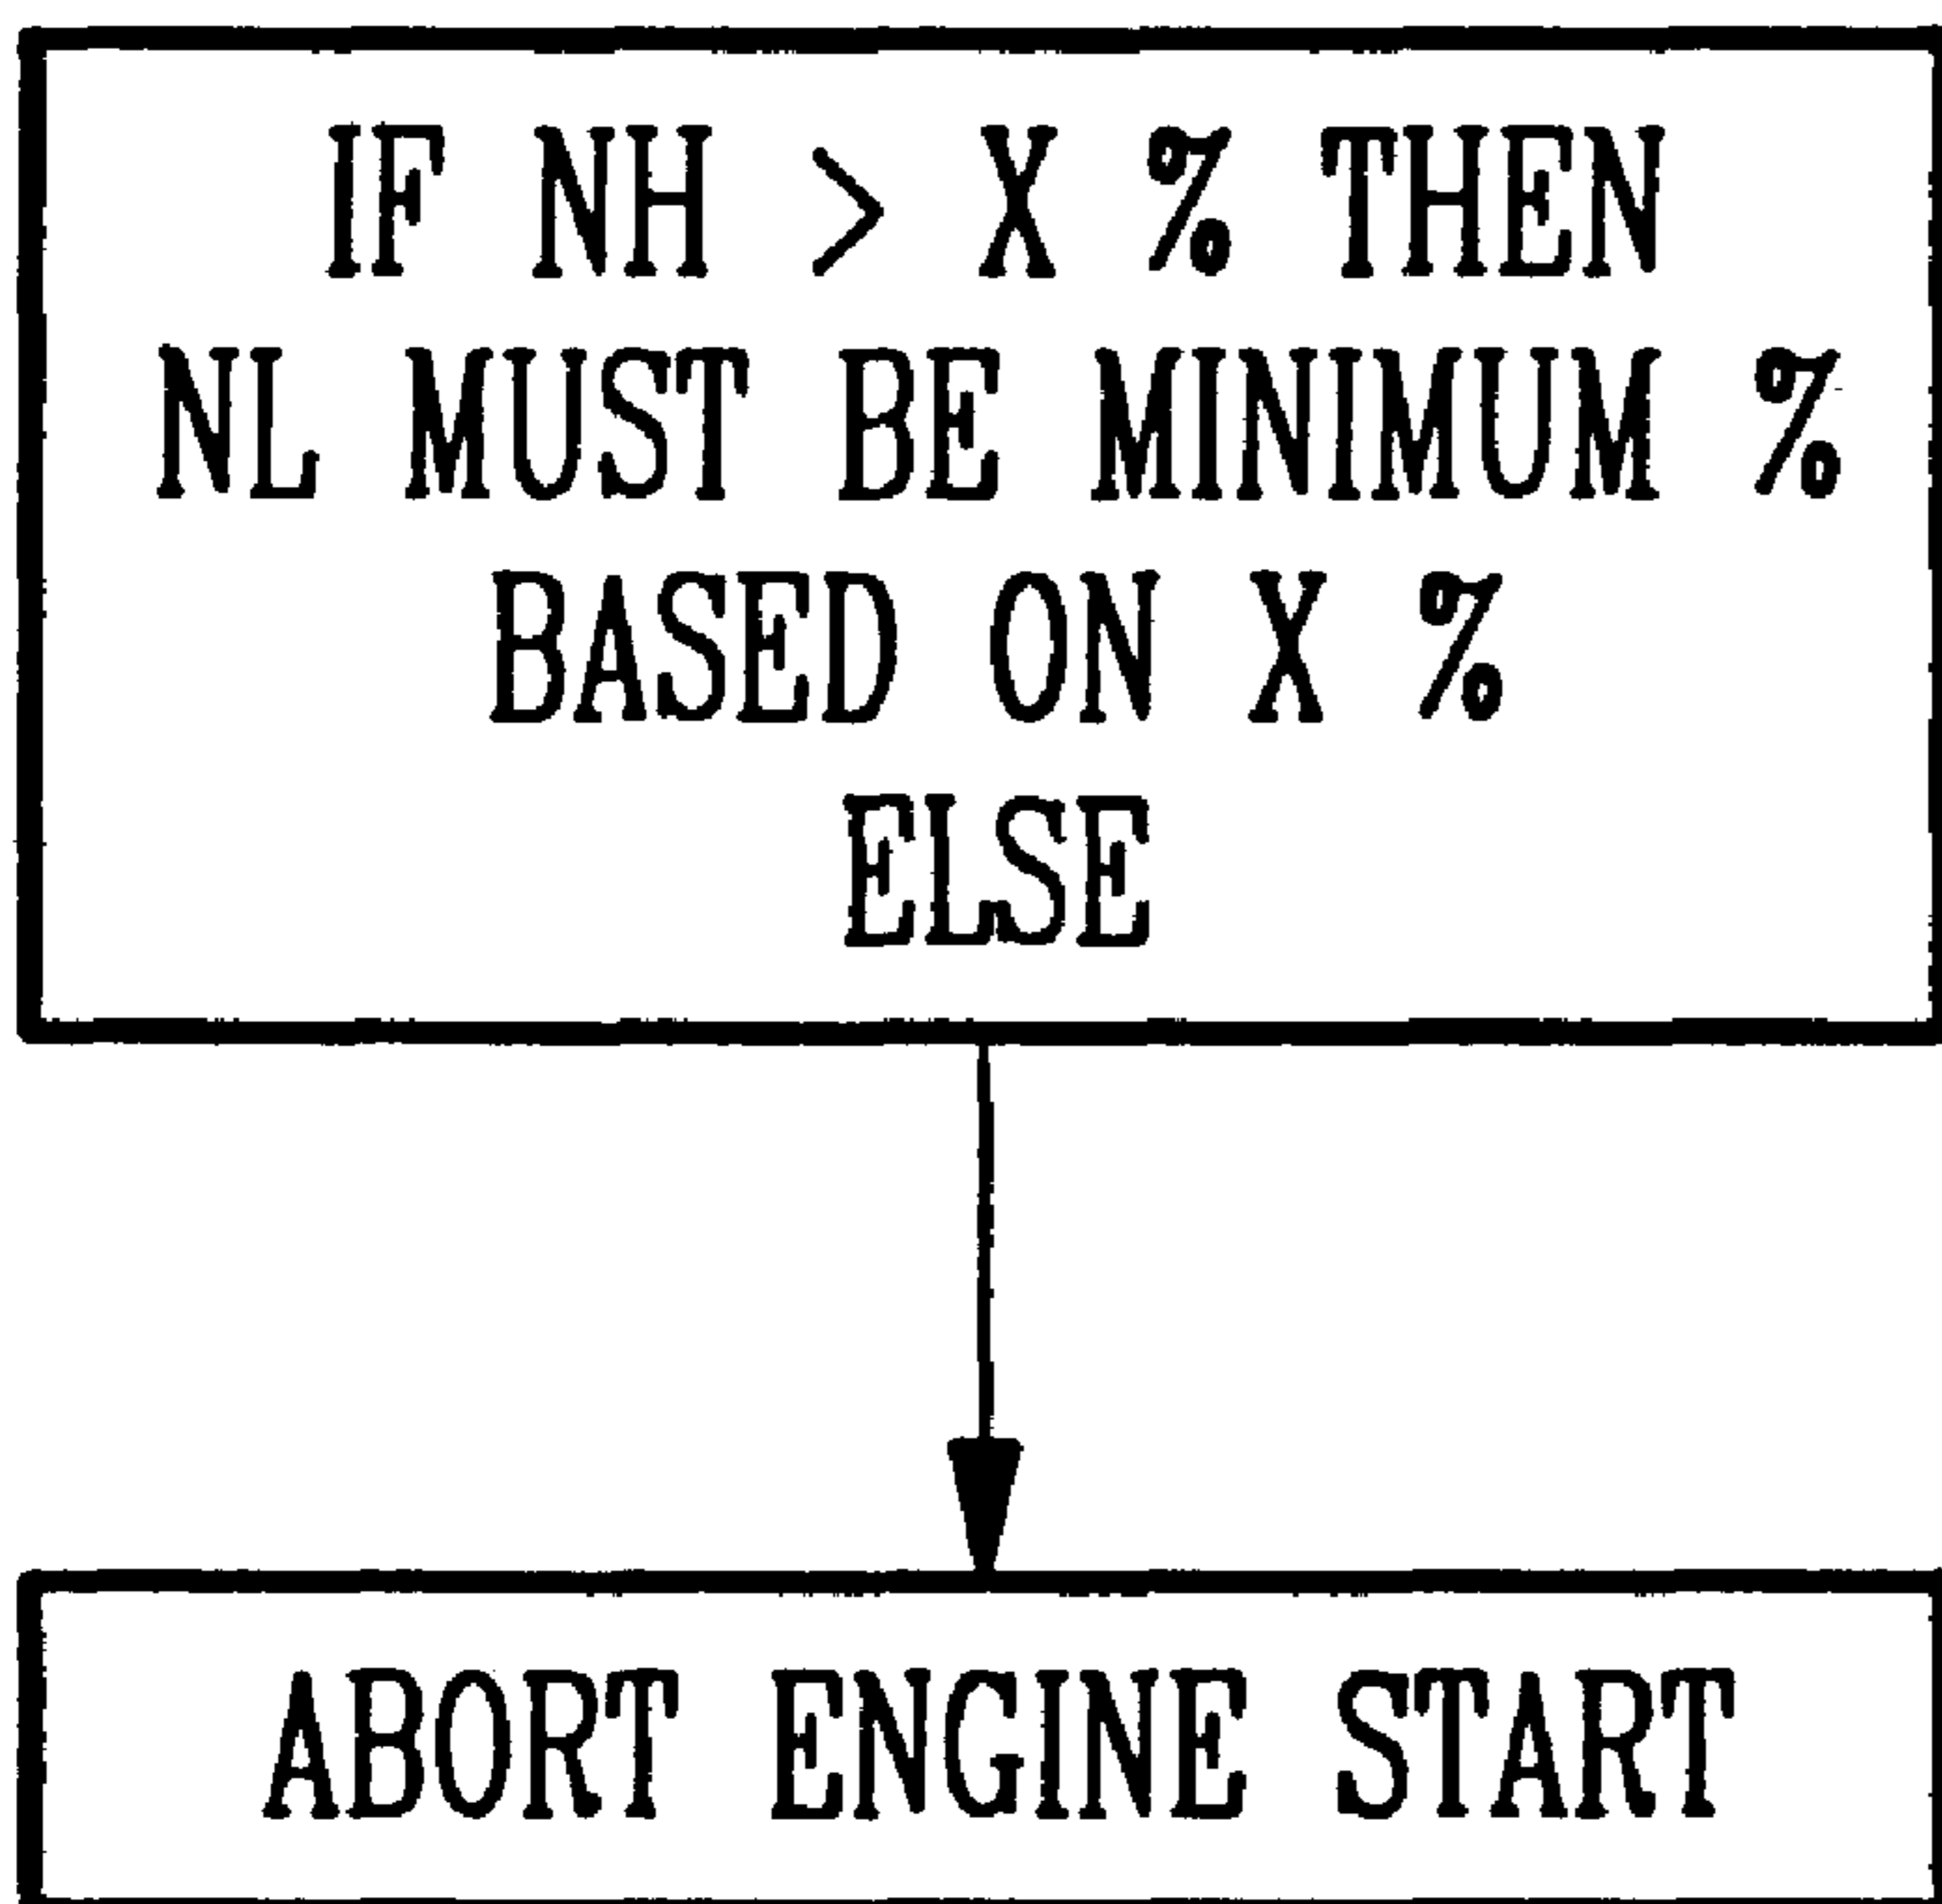 IF NH > X % THEN
NL MUST BE MINIMUM %
BASED ON X %
ELSE
ABORT ENGINE START